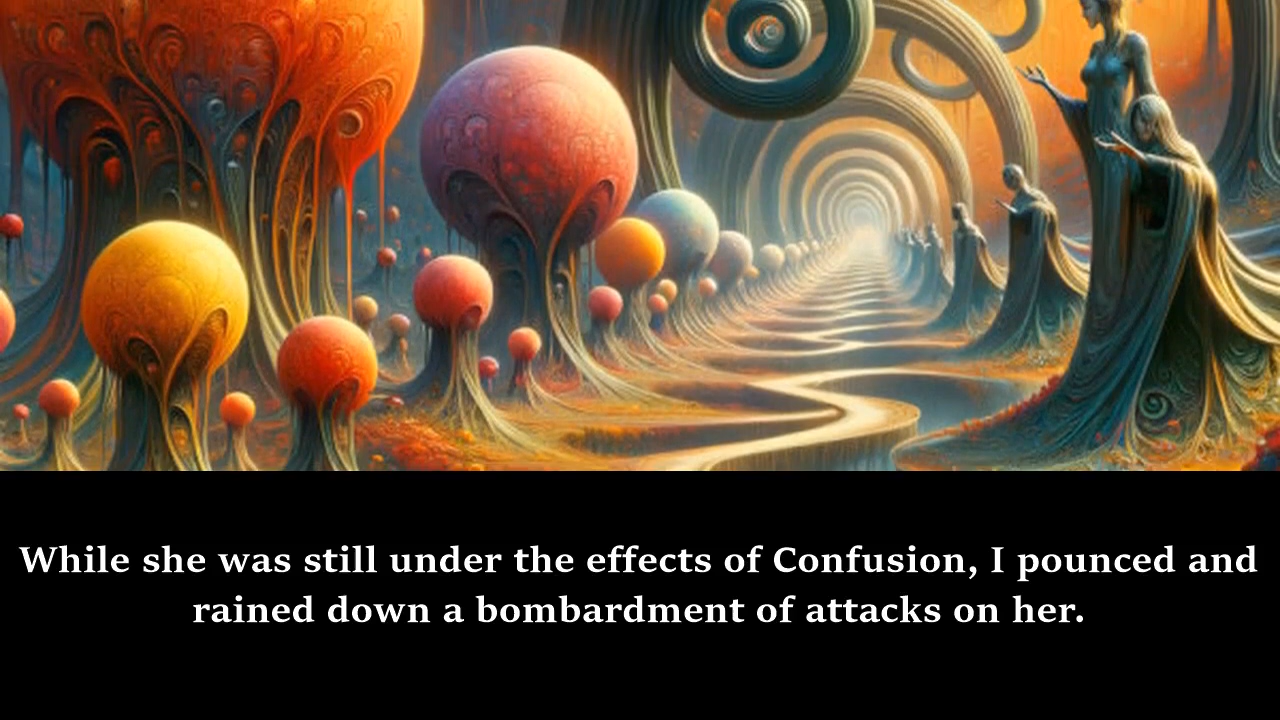 While she was still under the effects of Confusion, I pounced and
rained down a bombardment of attacks on her.